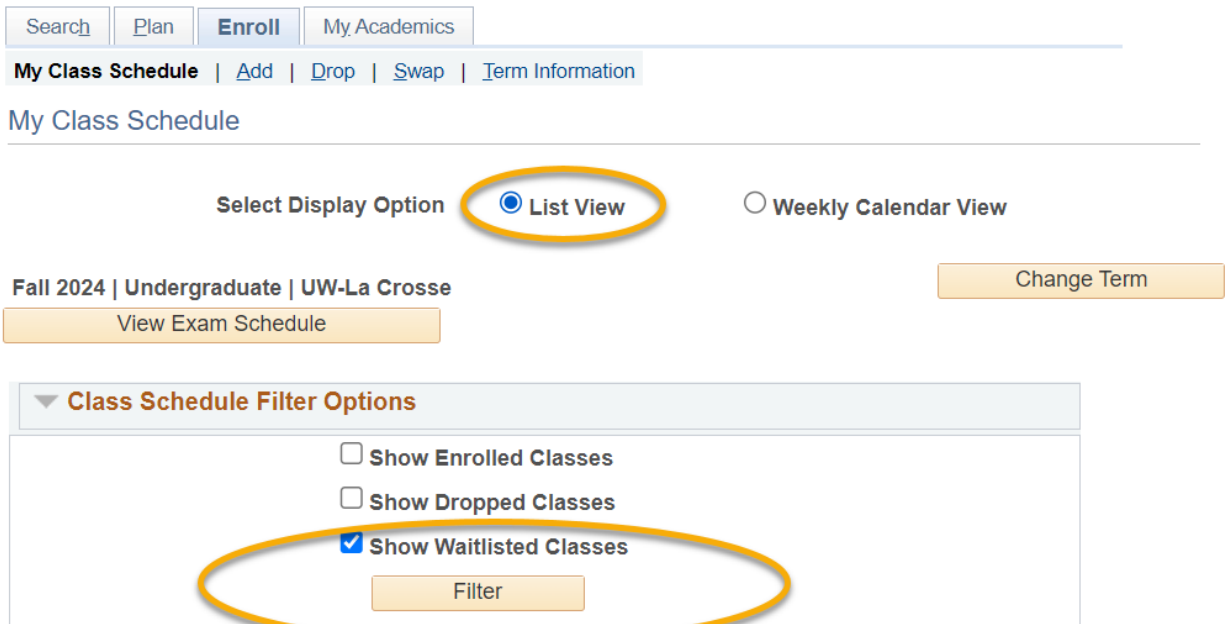 Search Plan Enroll My Academics
My Class Schedule | Add | Drop | Swap | Term Information
My Class Schedule
Select Display Option List View Weekly Calendar View
Fall 2024 | Undergraduate | UW-La Crosse
Change Term
View Exam Schedule
Class Schedule Filter Options
Show Enrolled Classes
Show Dropped Classes
Show Waitlisted Classes
Filter